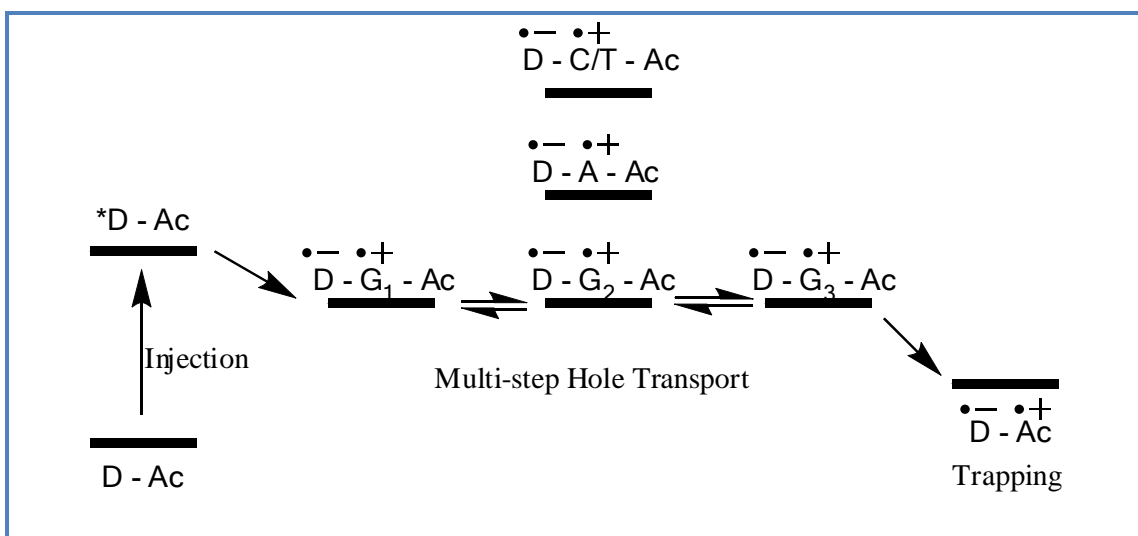 •– •+
D - C/T - Ac
•– •+
D - A - Ac
*D - Ac
•– •+ •– •+ •– •+
D - G₁ - Ac D - G₂ - Ac D - G₃ - Ac
Injection
Multi-step Hole Transport
•– •+
D - Ac
D - Ac
Trapping